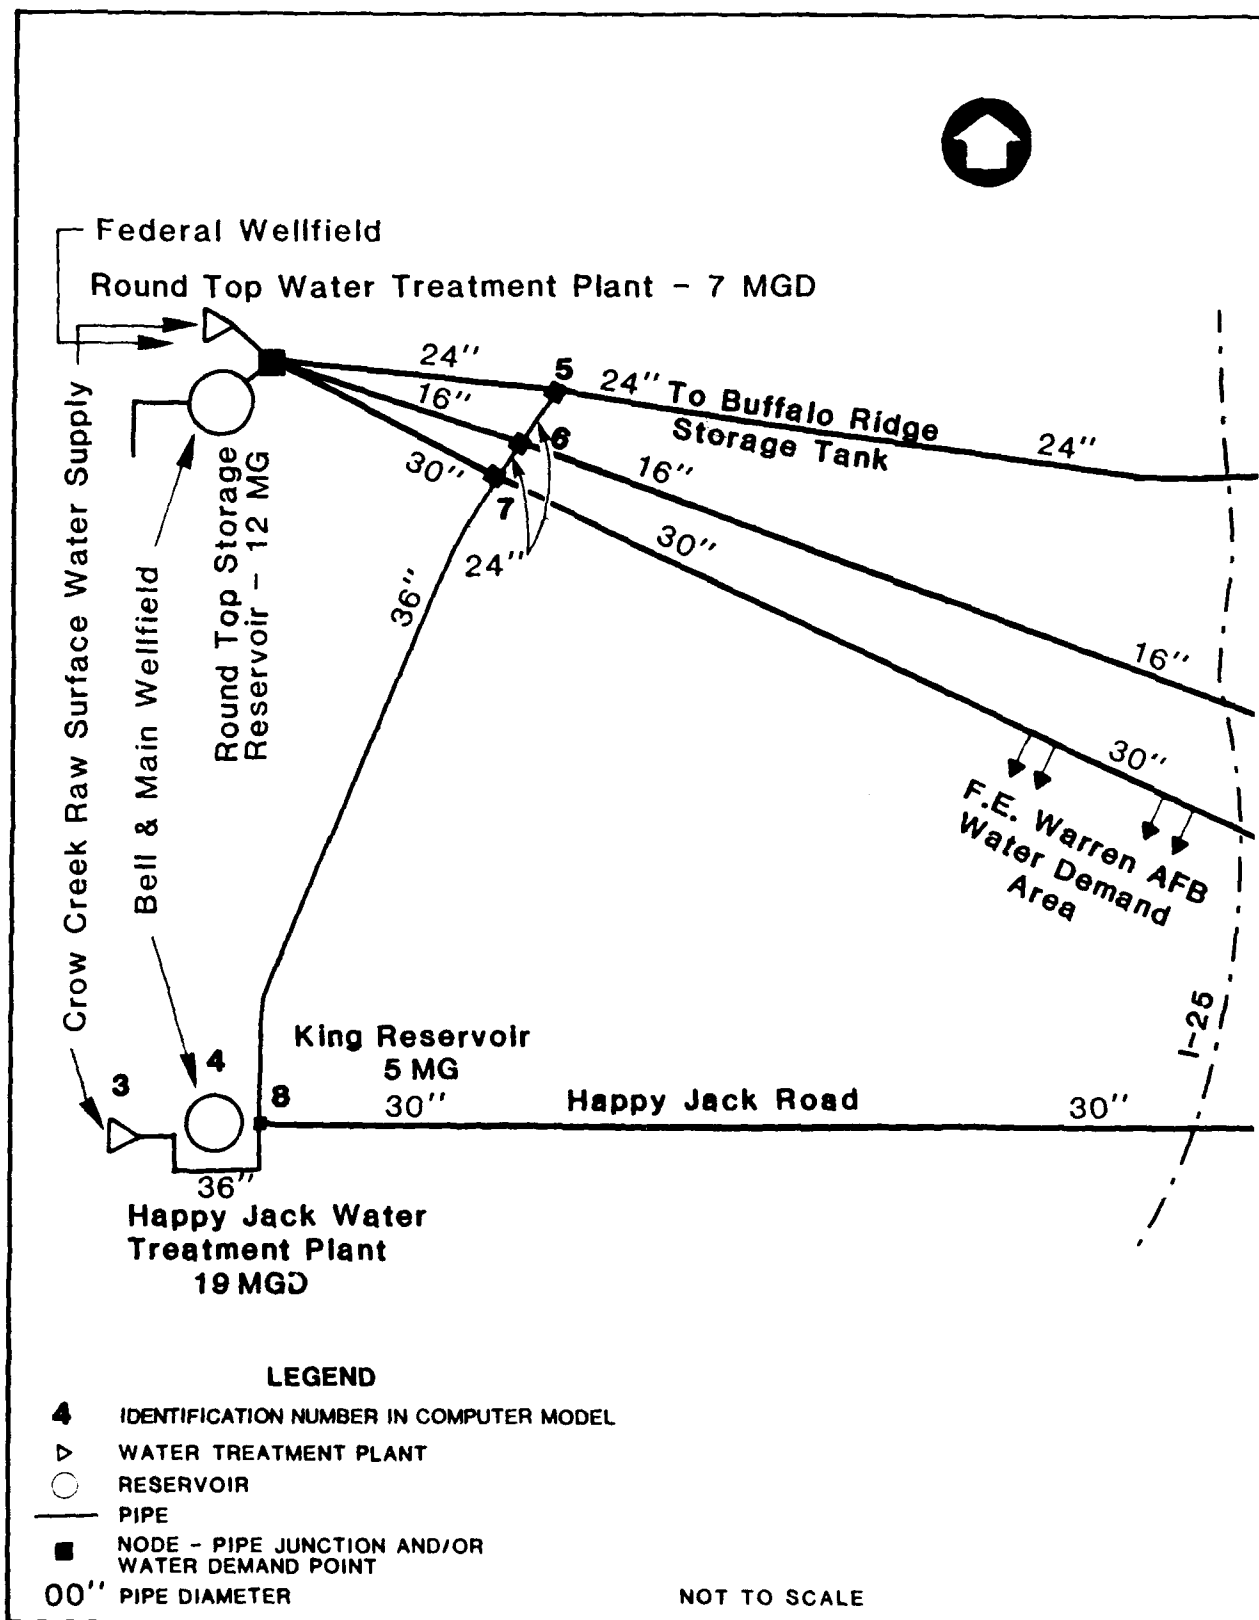 Federal Wellfield
Round Top Water Treatment Plant - 7 MGD
24''
5
24''
To Buffalo Ridge
Storage Tank
24''
16''
6
16''
30''
7
30''
24''
36''
16''
30''
Crow Creek Raw Surface Water Supply
Bell & Main Wellfield
Round Top Storage
Reservoir - 12 MG
F.E. Warren AFB
Water Demand
Area
I-25
King Reservoir
5 MG
3
4
8
30''
Happy Jack Road
30''
36''
Happy Jack Water
Treatment Plant
19 MGD
LEGEND
4 IDENTIFICATION NUMBER IN COMPUTER MODEL
WATER TREATMENT PLANT
RESERVOIR
PIPE
NODE - PIPE JUNCTION AND/OR
WATER DEMAND POINT
00'' PIPE DIAMETER
NOT TO SCALE